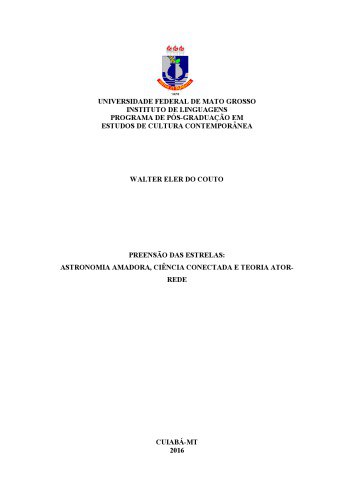 UNIVERSIDADE FEDERAL DE MATO GROSSO
INSTITUTO DE LINGUAGENS
PROGRAMA DE PÓS-GRADUAÇÃO EM
ESTUDOS DE CULTURA CONTEMPORÂNEA
WALTER ELER DO COUTO
PREENSÃO DAS ESTRELAS:
ASTRONOMIA AMADORA, CIÊNCIA CONECTADA E TEORIA ATOR-
REDE
CUIABÁ-MT
2016